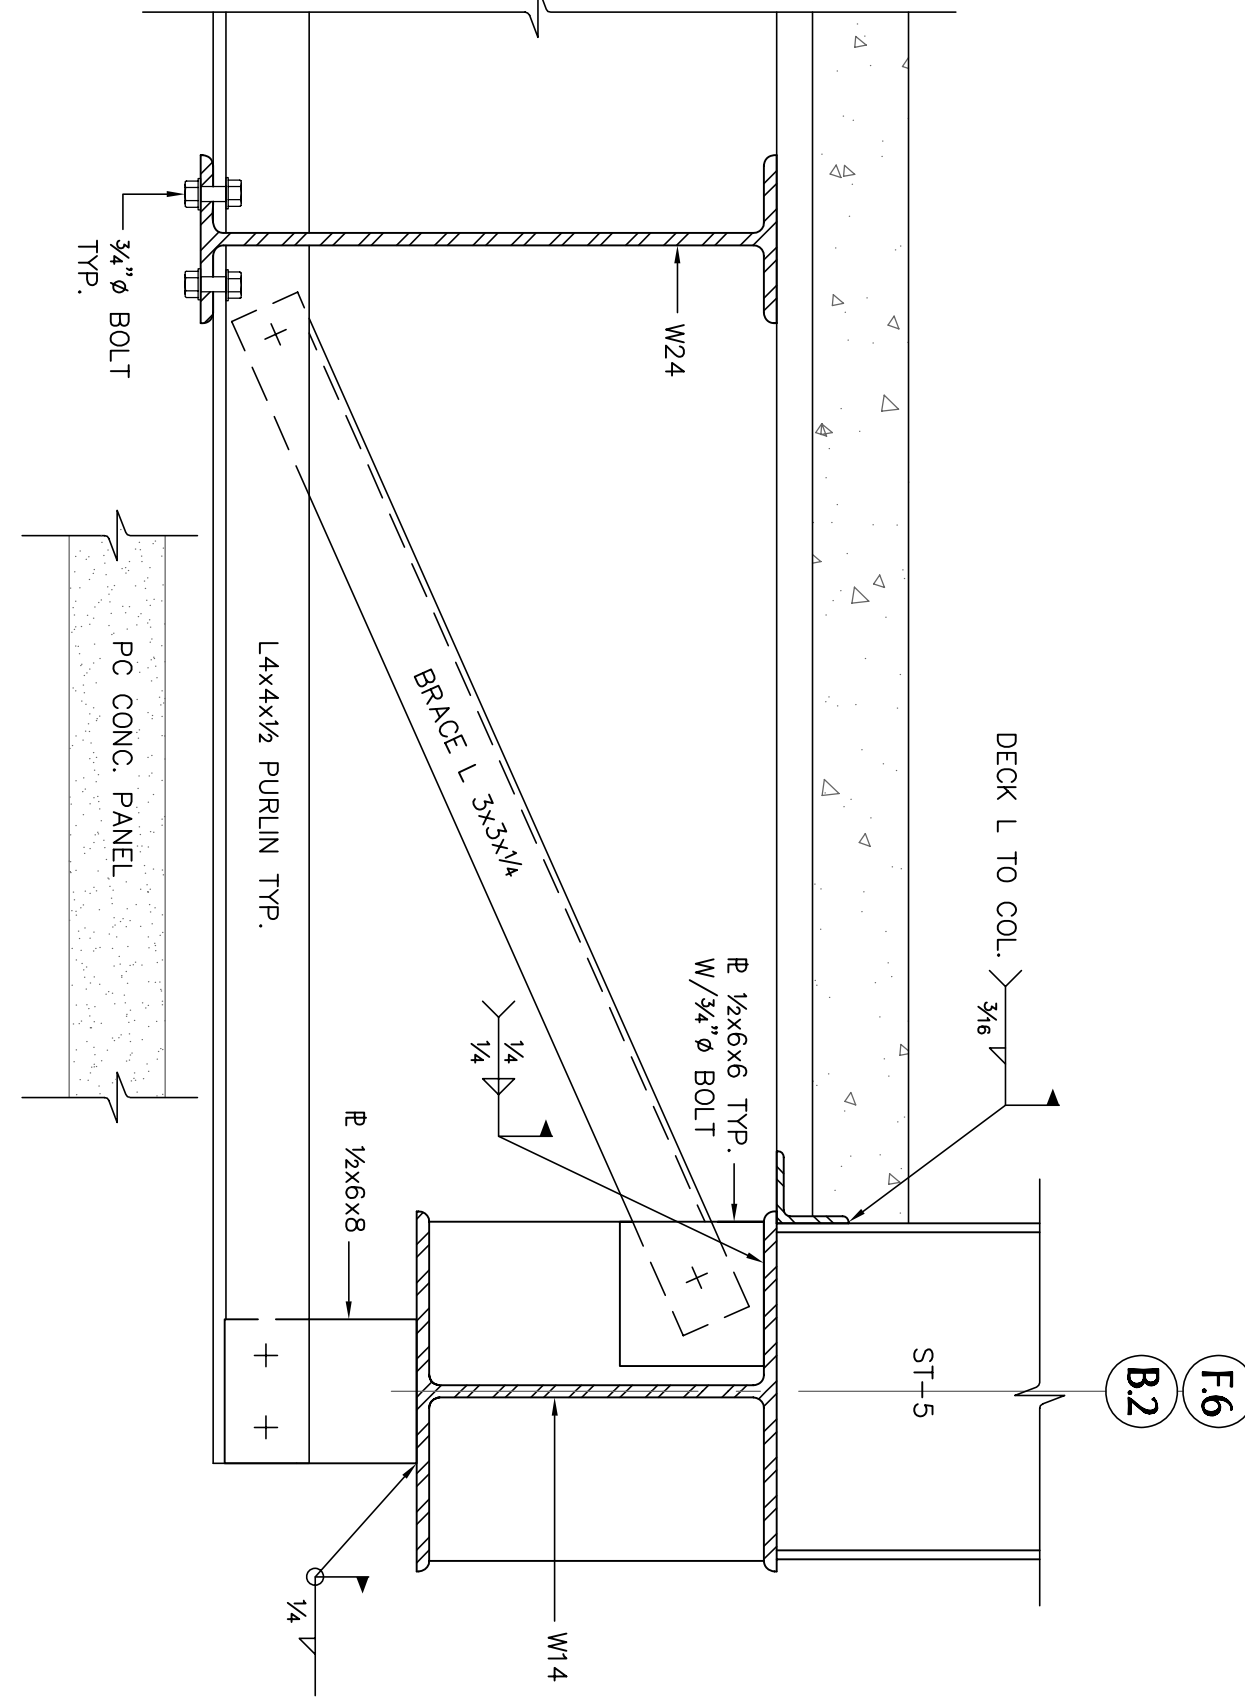 F.6
B.2
DECK L TO COL.
3/16
ST-5
W24
℄ 1/2x6x6 TYP.
W/3/4"ø BOLT
1/4
1/4
BRACE L 3x3x1/4
W14
℄ 1/2x6x8
L4x4x1/2 PURLIN TYP.
1/4
3/4"ø BOLT
TYP.
PC CONC. PANEL